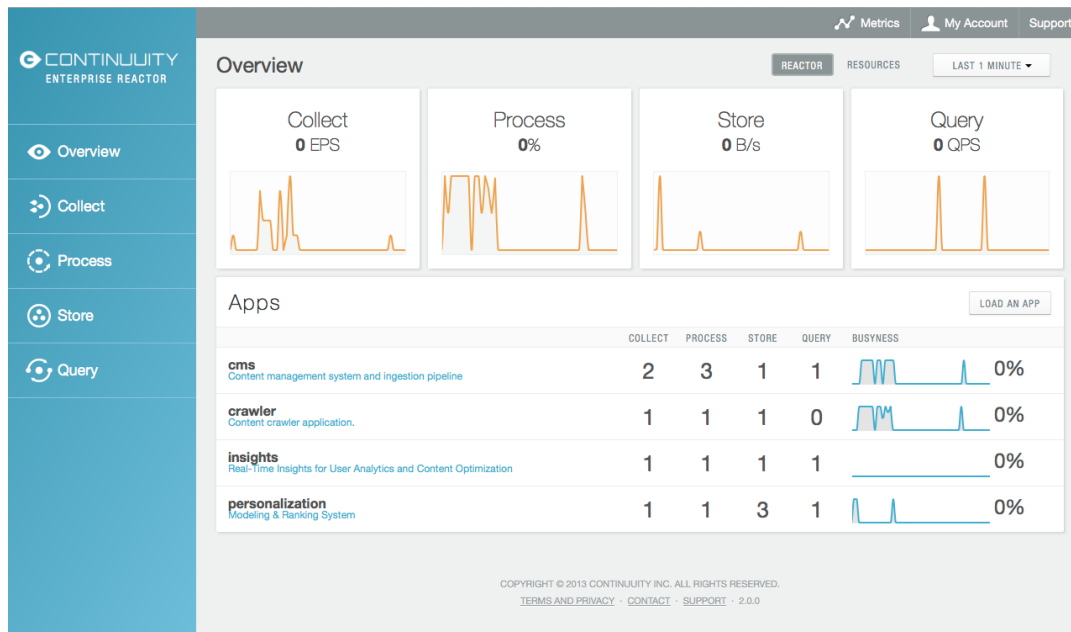 Metrics My Account Support
CONTINUUITY
ENTERPRISE REACTOR
Overview
Collect
Process
Store
Query
Overview REACTOR RESOURCES LAST 1 MINUTE
Collect
0 EPS
Process
0%
Store
0 B/s
Query
0 QPS
Apps LOAD AN APP
COLLECT PROCESS STORE QUERY BUSYNESS
cms
Content management system and ingestion pipeline
2 3 1 1 0%
crawler
Content crawler application.
1 1 1 0 0%
insights
Real-Time Insights for User Analytics and Content Optimization
1 1 1 1 0%
personalization
Modeling & Ranking System
1 1 3 1 0%
COPYRIGHT © 2013 CONTINUUITY INC. ALL RIGHTS RESERVED.
TERMS AND PRIVACY · CONTACT · SUPPORT · 2.0.0